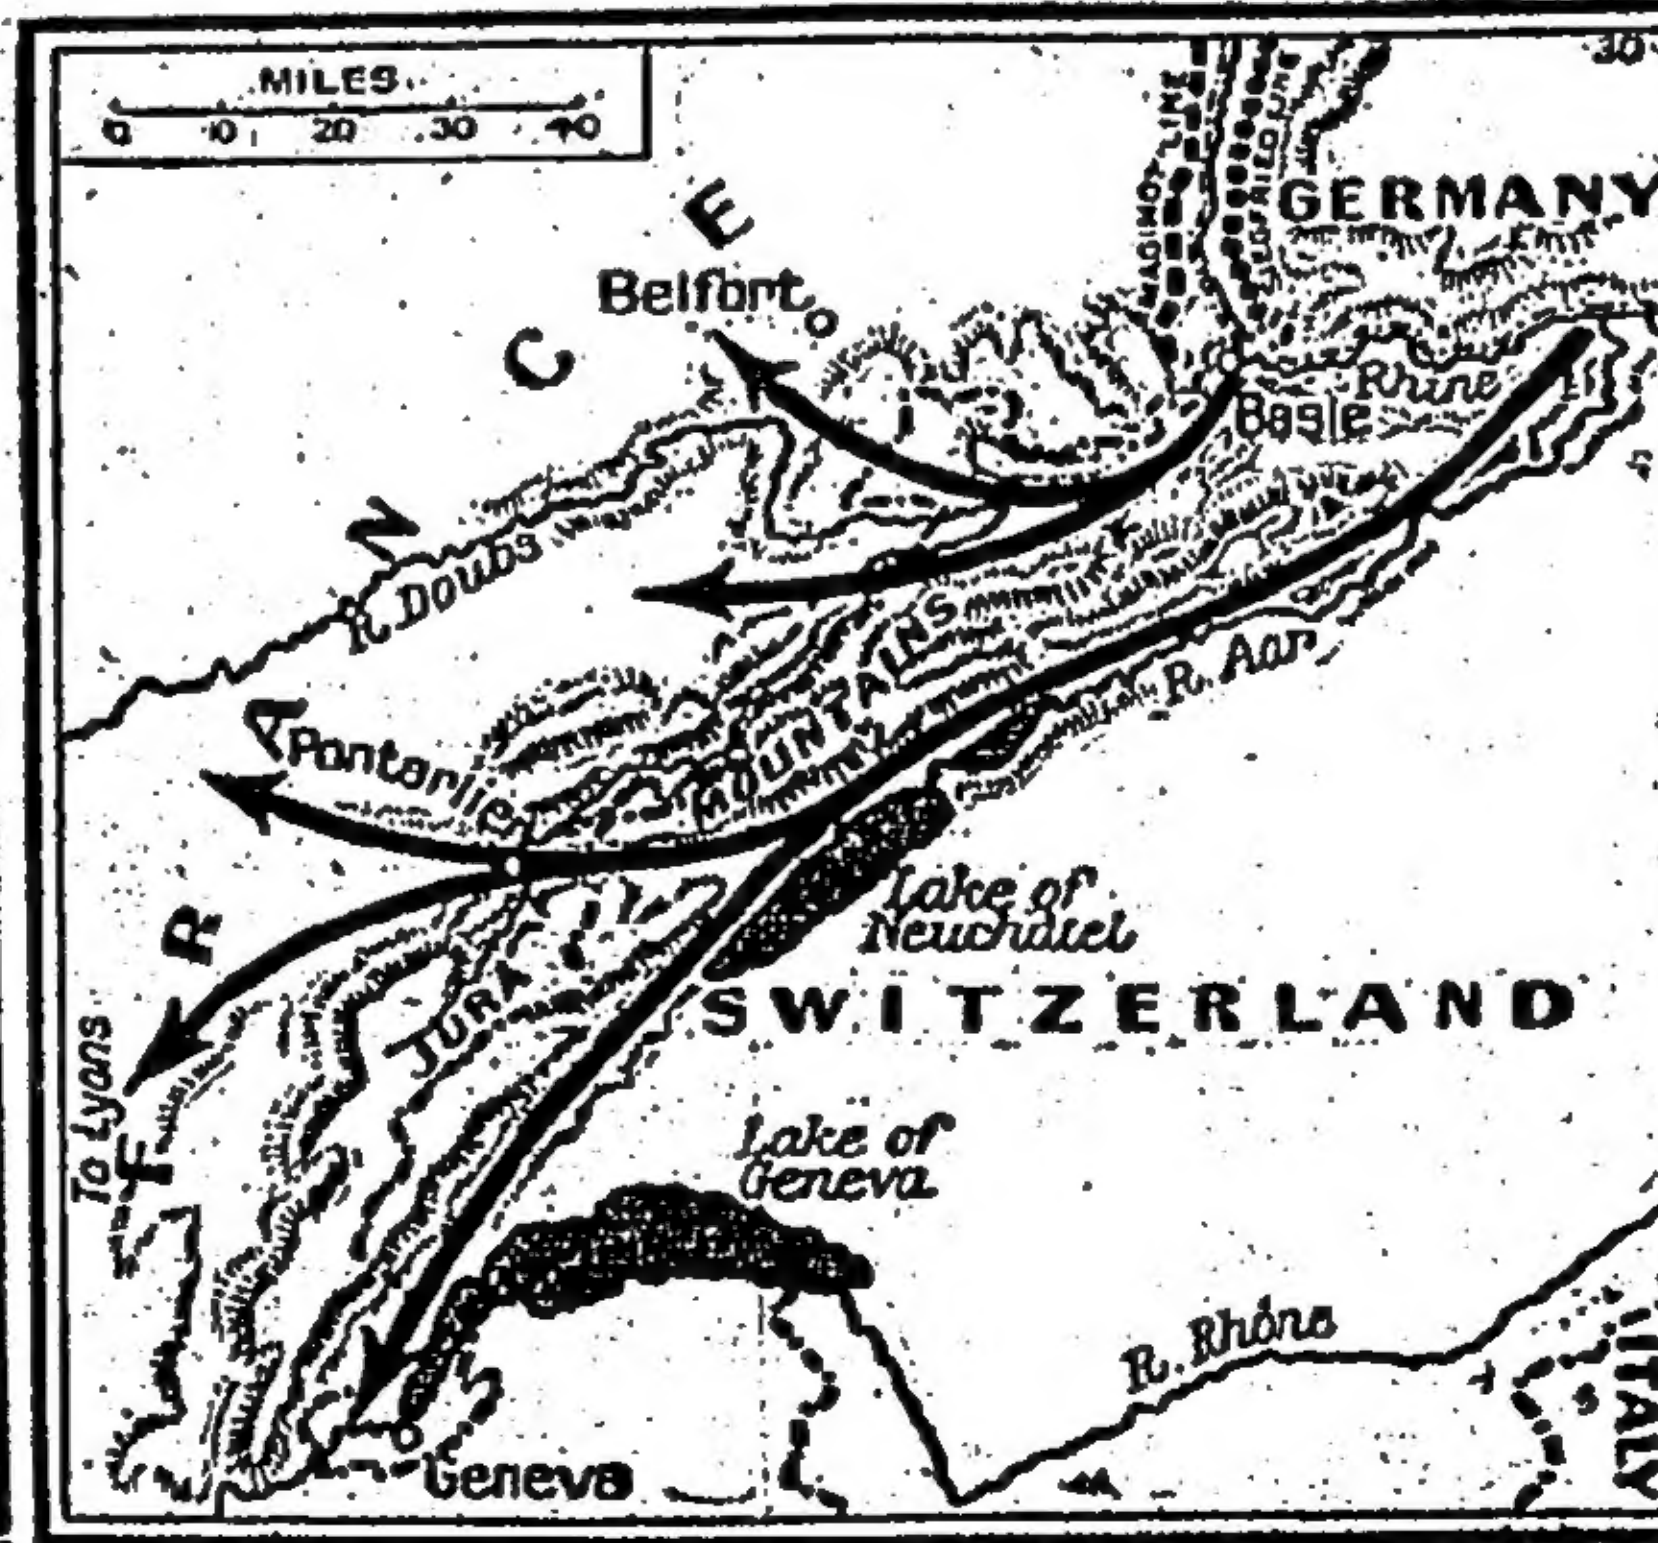 MILES
0 10 20 30 40
30
MAGINOT LINE
SIEGFRIED LINE
GERMANY
FRANCE
Belfort
Rhine
Basle
R. Doubs
R. Aar
Pontarlier
JURA MOUNTAINS
Lake of
Neuchâtel
SWITZERLAND
To Lyons
Lake of
Geneva
R. Rhône
ITALY
Geneva